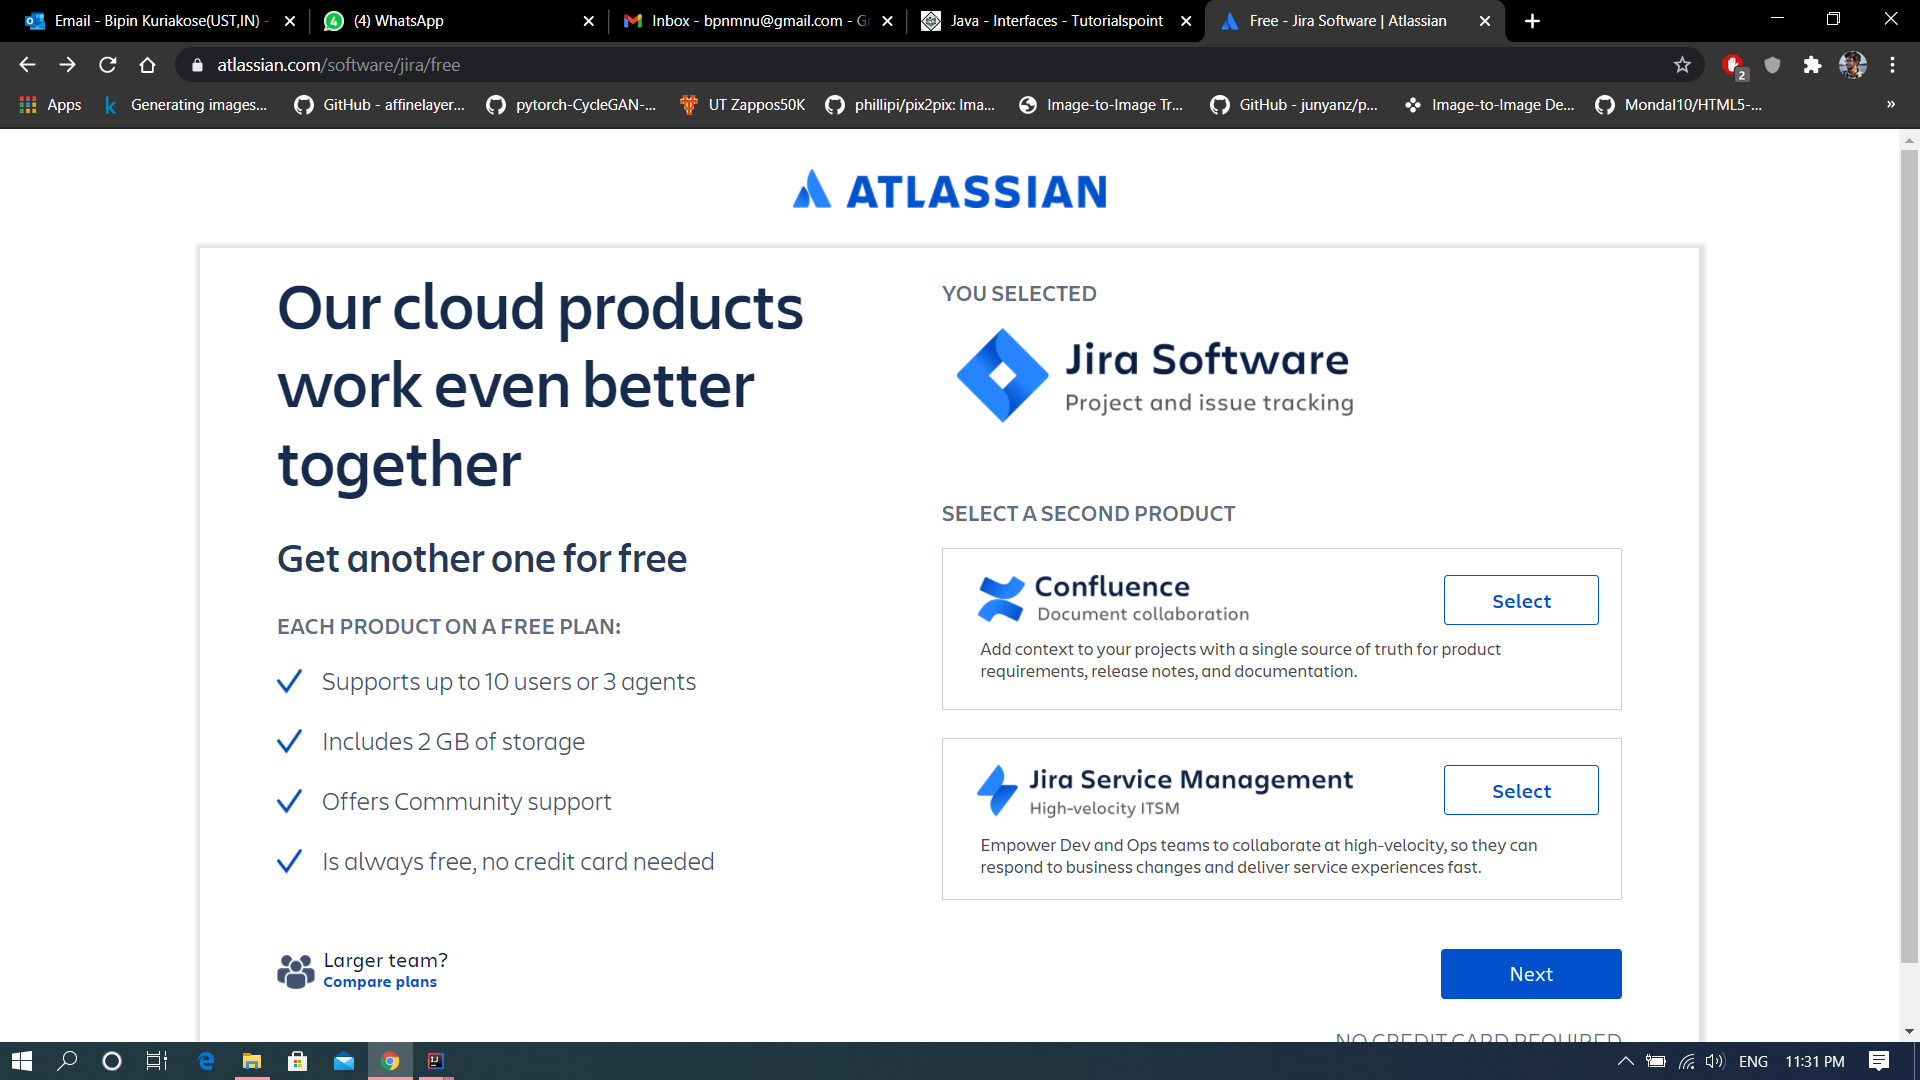 Email - Bipin Kuriakose(UST,IN) -
(4) WhatsApp
Inbox - bpnmnu@gmail.com - G
Java - Interfaces - Tutorialspoint
Free - Jira Software | Atlassian
atlassian.com/software/jira/free
2
Apps
Generating images...
GitHub - affinelayer...
pytorch-CycleGAN-...
UT Zappos50K
phillipi/pix2pix: Ima...
Image-to-Image Tr...
GitHub - junyanz/p...
Image-to-Image De...
Mondal10/HTML5-...
»
ATLASSIAN
Our cloud products
work even better
together
Get another one for free
EACH PRODUCT ON A FREE PLAN:
Supports up to 10 users or 3 agents
Includes 2 GB of storage
Offers Community support
Is always free, no credit card needed
Larger team?
Compare plans
YOU SELECTED
Jira Software
Project and issue tracking
SELECT A SECOND PRODUCT
Confluence
Document collaboration
Select
Add context to your projects with a single source of truth for product
requirements, release notes, and documentation.
Jira Service Management
High-velocity ITSM
Select
Empower Dev and Ops teams to collaborate at high-velocity, so they can
respond to business changes and deliver service experiences fast.
Next
NO CREDIT CARD REQUIRED
ENG
11:31 PM